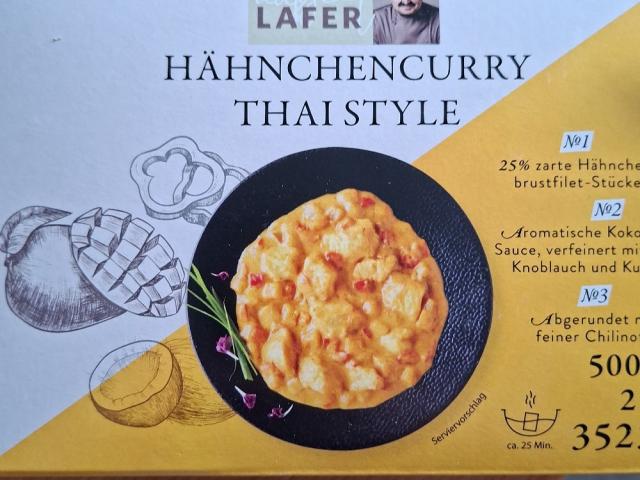 LAFER
HÄHNCHENCURRY
THAI STYLE
№1
25% zarte Hähnche
brustfilet-Stücke
№2
Aromatische Koko
Sauce, verfeinert mi
Knoblauch und Ku
№3
Abgerundet
feiner Chilino
500
2
352
ca. 25 Min.
Serviervorschlag